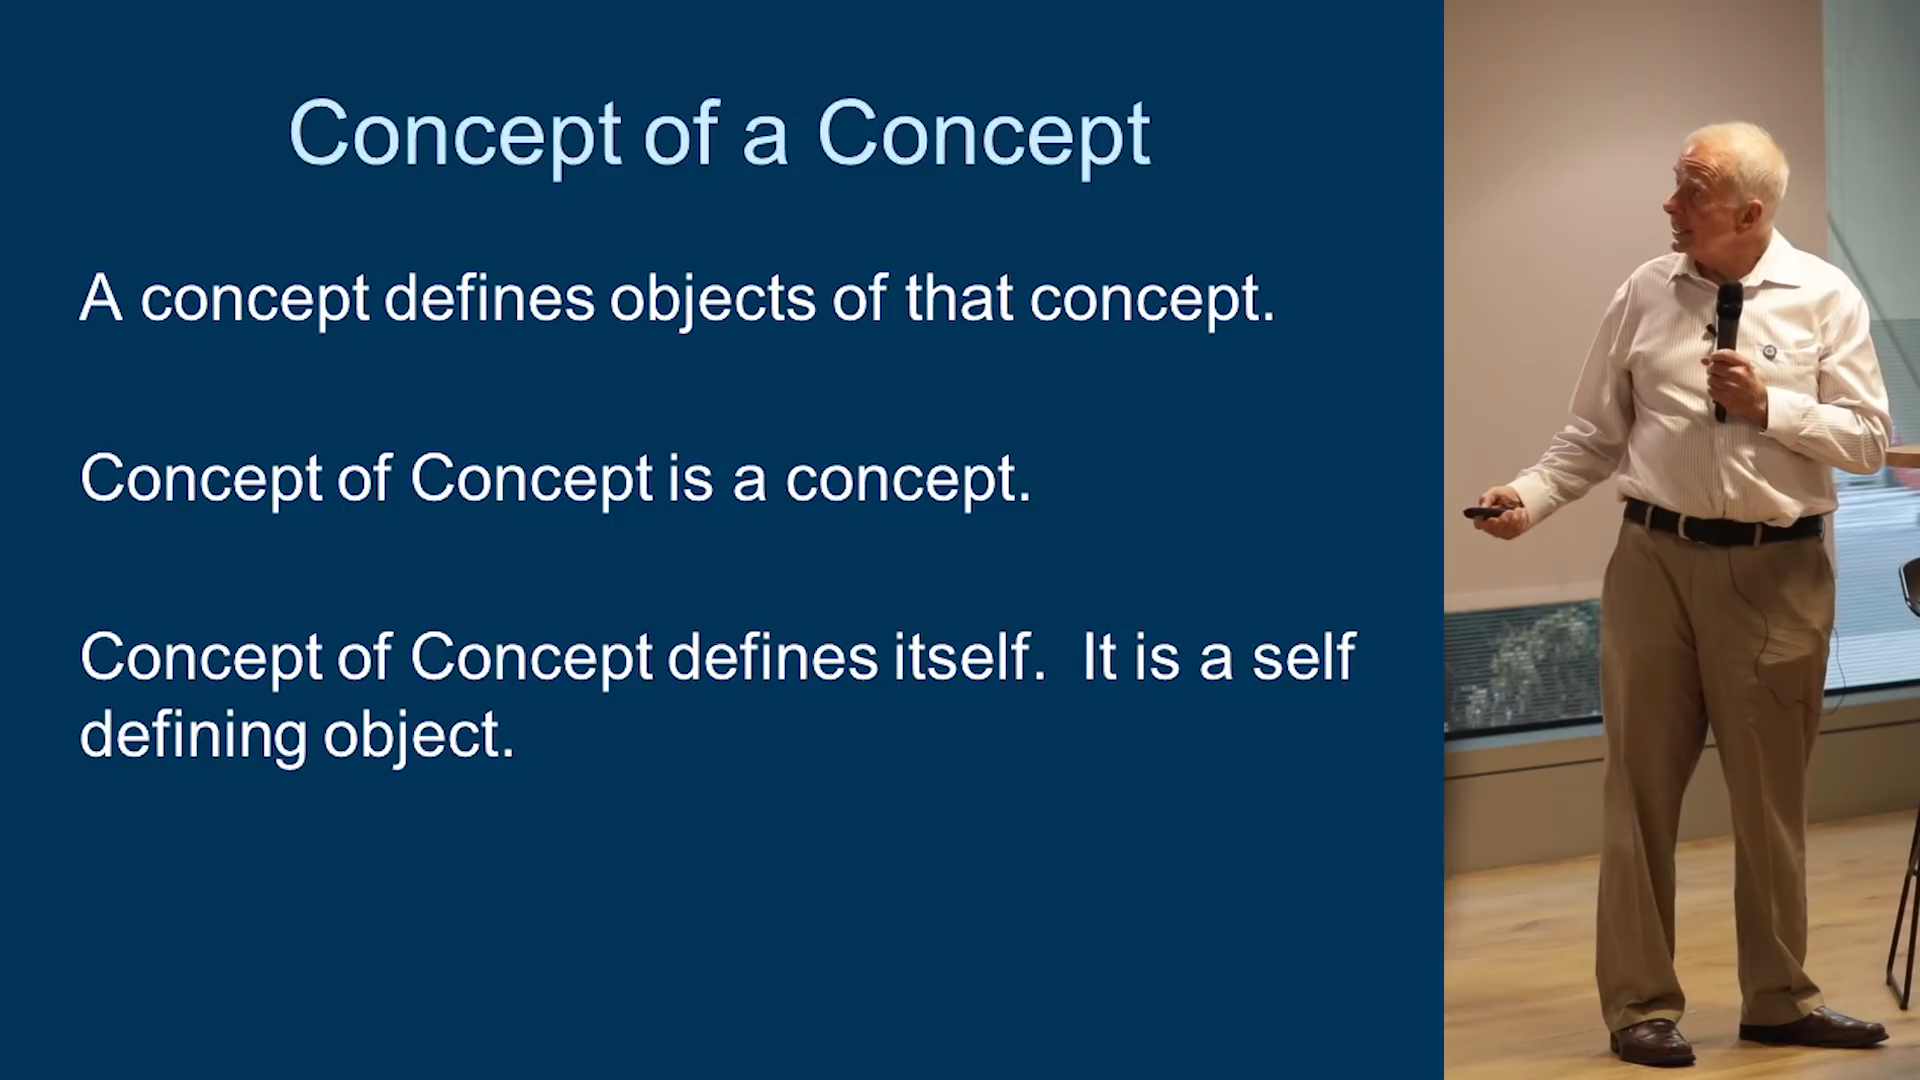 Concept of a Concept
A concept defines objects of that concept.
Concept of Concept is a concept.
Concept of Concept defines itself.  It is a self
defining object.